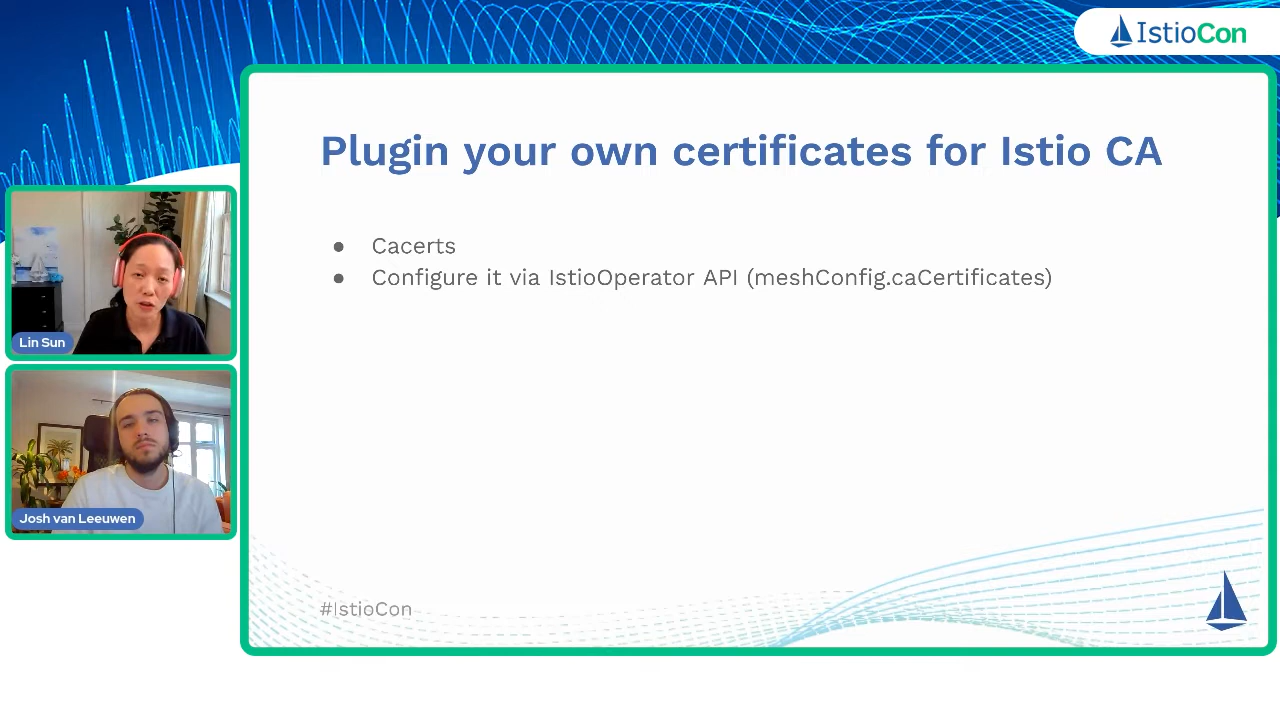 IstioCon
Plugin your own certificates for Istio CA
● Cacerts
● Configure it via IstioOperator API (meshConfig.caCertificates)
Lin Sun
Josh van Leeuwen
#IstioCon